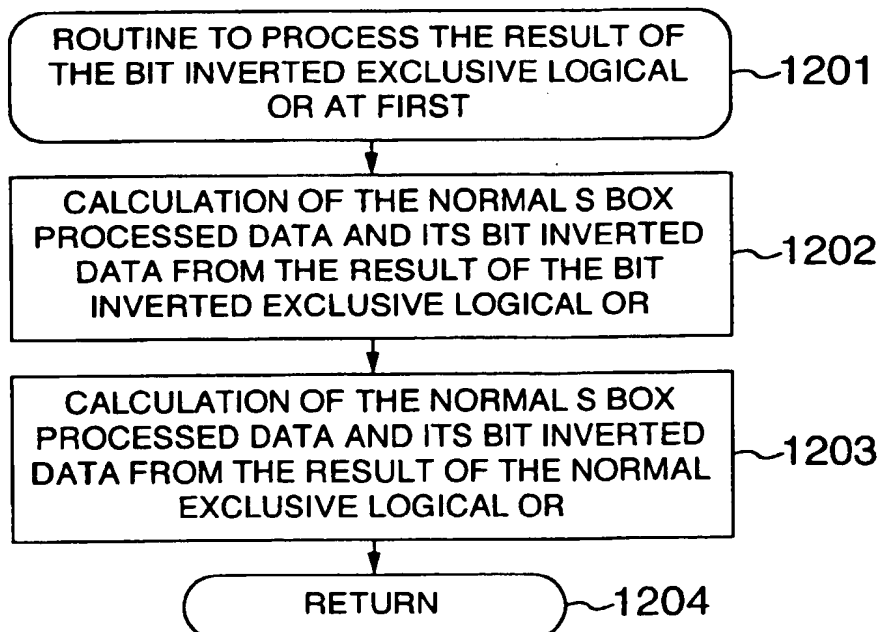 ROUTINE TO PROCESS THE RESULT OF
THE BIT INVERTED EXCLUSIVE LOGICAL
OR AT FIRST
1201
CALCULATION OF THE NORMAL S BOX
PROCESSED DATA AND ITS BIT INVERTED
DATA FROM THE RESULT OF THE BIT
INVERTED EXCLUSIVE LOGICAL OR
1202
CALCULATION OF THE NORMAL S BOX
PROCESSED DATA AND ITS BIT INVERTED
DATA FROM THE RESULT OF THE NORMAL
EXCLUSIVE LOGICAL OR
1203
RETURN
1204